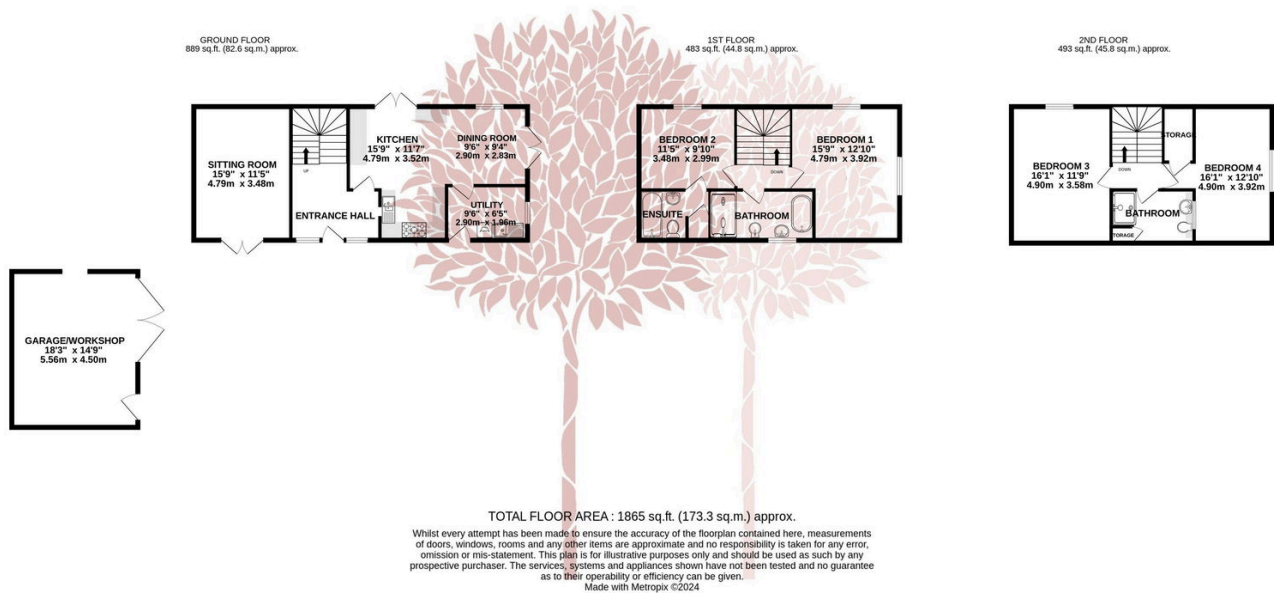 GROUND FLOOR
889 sq.ft. (82.6 sq.m.) approx.
1ST FLOOR
483 sq.ft. (44.8 sq.m.) approx.
2ND FLOOR
493 sq.ft. (45.8 sq.m.) approx.
SITTING ROOM
15'9" x 11'5"
4.79m x 3.48m
UP
ENTRANCE HALL
KITCHEN
15'9" x 11'7"
4.79m x 3.52m
DINING ROOM
9'6" x 9'4"
2.90m x 2.83m
UTILITY
9'6" x 6'5"
2.90m x 1.96m
GARAGE/WORKSHOP
18'3" x 14'9"
5.56m x 4.50m
BEDROOM 2
11'5" x 9'10"
3.48m x 2.99m
DOWN
BEDROOM 1
15'9" x 12'10"
4.79m x 3.92m
ENSUITE
BATHROOM
BEDROOM 3
16'1" x 11'9"
4.90m x 3.58m
DOWN
STORAGE
BEDROOM 4
16'1" x 12'10"
4.90m x 3.92m
BATHROOM
STORAGE
TOTAL FLOOR AREA : 1865 sq.ft. (173.3 sq.m.) approx.
Whilst every attempt has been made to ensure the accuracy of the floorplan contained here, measurements
of doors, windows, rooms and any other items are approximate and no responsibility is taken for any error,
omission or mis-statement. This plan is for illustrative purposes only and should be used as such by any
prospective purchaser. The services, systems and appliances shown have not been tested and no guarantee
as to their operability or efficiency can be given.
Made with Metropix ©2024